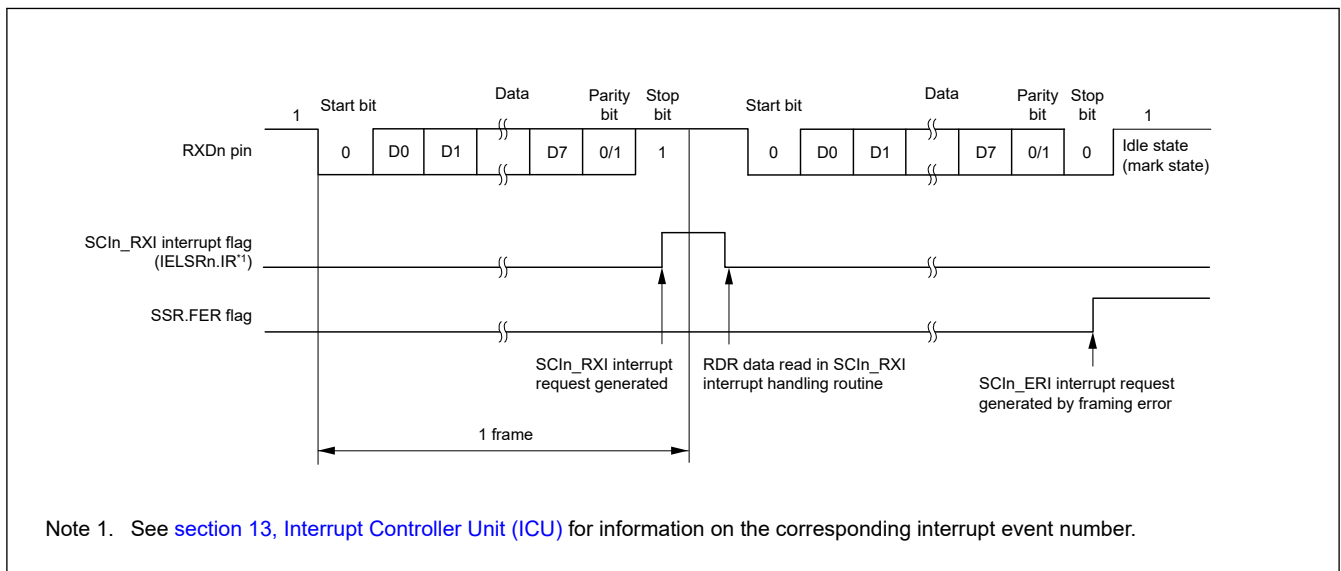 1
Start bit
Data
Parity
bit
Stop
bit
Start bit
Data
Parity
bit
Stop
bit
1
RXDn pin
0
D0
D1
D7
0/1
1
0
D0
D1
D7
0/1
0
Idle state
(mark state)
SCIn_RXI interrupt flag
(IELSRn.IR*1)
SSR.FER flag
SCIn_RXI interrupt
request generated
RDR data read in SCIn_RXI
interrupt handling routine
SCIn_ERI interrupt request
generated by framing error
1 frame
Note 1. See section 13, Interrupt Controller Unit (ICU) for information on the corresponding interrupt event number.